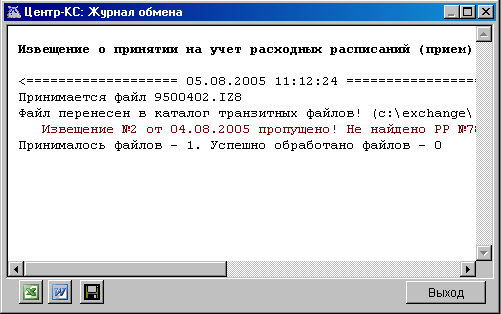 Центр-КС: Журнал обмена
Извещение о принятии на учет расходных расписаний (прием)
<=================== 05.08.2005 11:12:24 =================
Принимается файл 9500402.IZ8
Файл перенесен в каталог транзитных файлов! (c:\exchange\
Извещение №2 от 04.08.2005 пропущено! Не найдено РР №78
Принималось файлов - 1. Успешно обработано файлов - 0
Выход